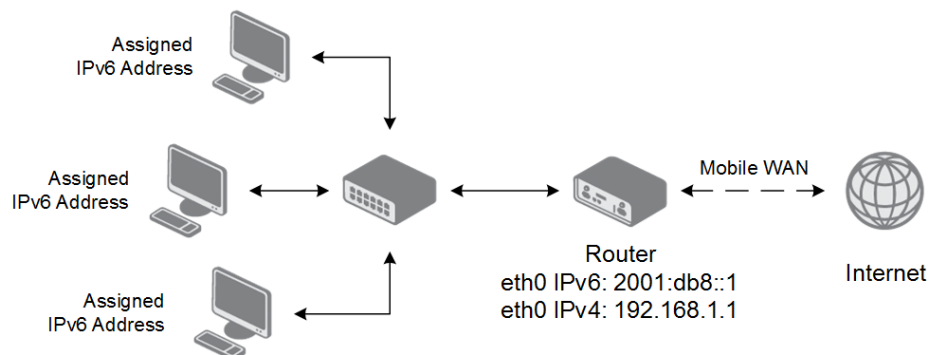 Assigned
IPv6 Address
Assigned
IPv6 Address
Mobile WAN
Router
eth0 IPv6: 2001:db8::1
eth0 IPv4: 192.168.1.1
Internet
Assigned
IPv6 Address